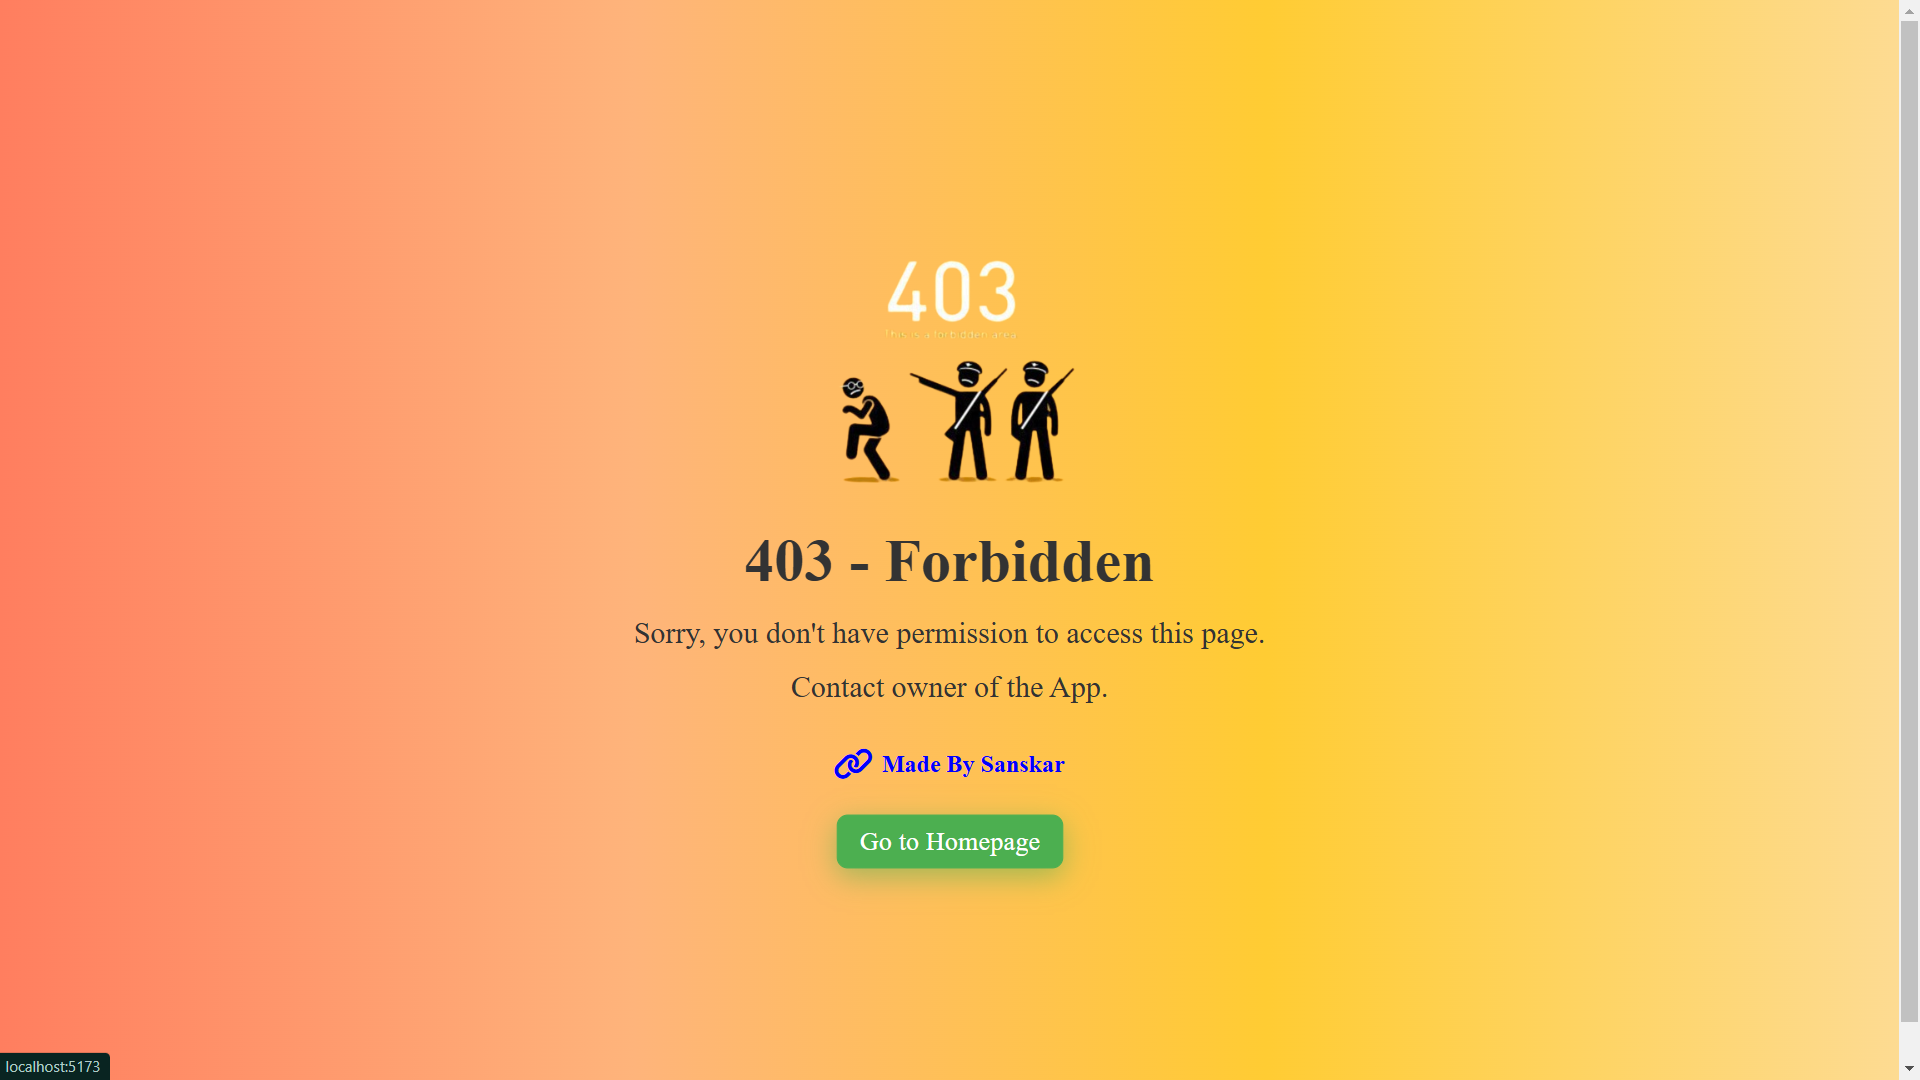 403
This is a forbidden area.
403 - Forbidden
Sorry, you don't have permission to access this page.
Contact owner of the App.
Made By Sanskar
Go to Homepage
localhost:5173